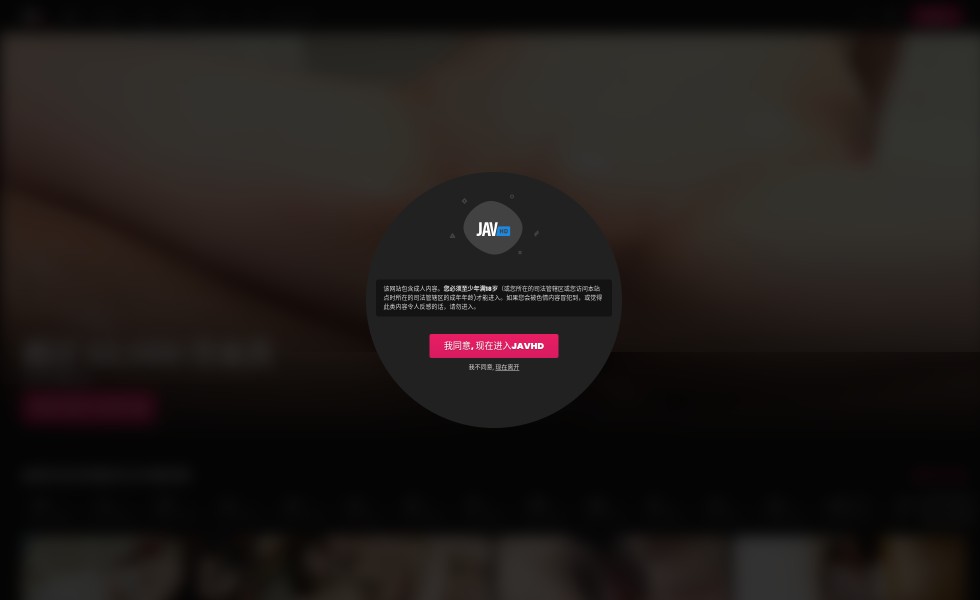 JAV HD
该网站包含成人内容。您必须至少年满18岁（或您所在的司法管辖区或您访问本站
点时所在的司法管辖区的成年年龄)才能进入。如果您会被色情内容冒犯到，或觉得
此类内容令人反感的话，请勿进入。
我同意, 现在进入JAVHD
我不同意, 现在离开